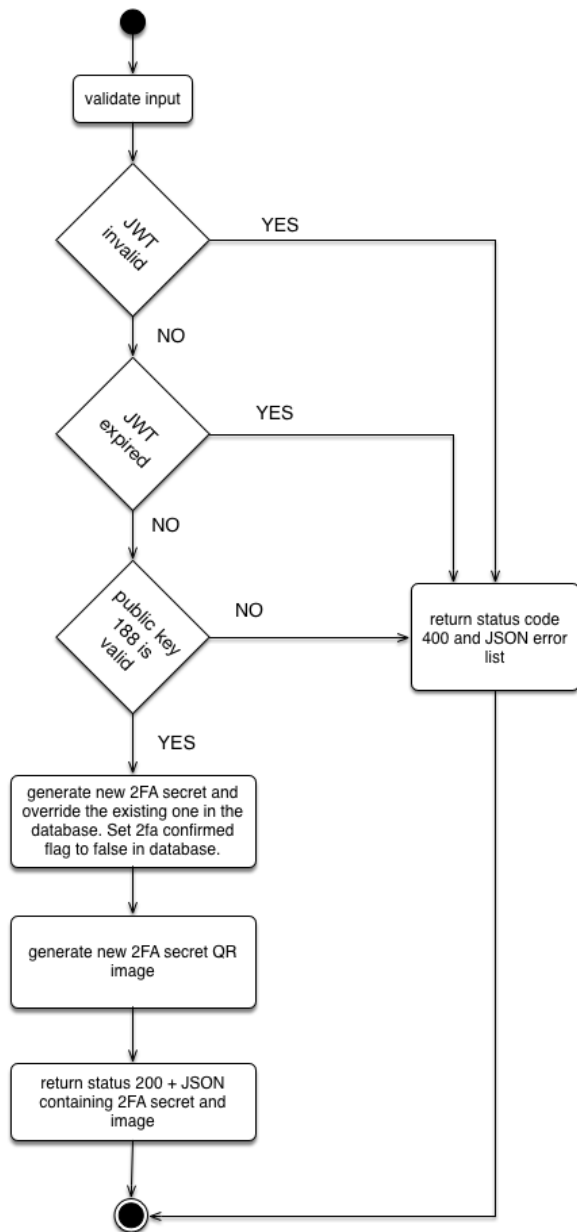 validate input
JWT
invalid
YES
NO
JWT
expired
YES
NO
public key
188 is
valid
NO
return status code
400 and JSON error
list
YES
generate new 2FA secret and
override the existing one in the
database. Set 2fa confirmed
flag to false in database.
generate new 2FA secret QR
image
return status 200 + JSON
containing 2FA secret and
image